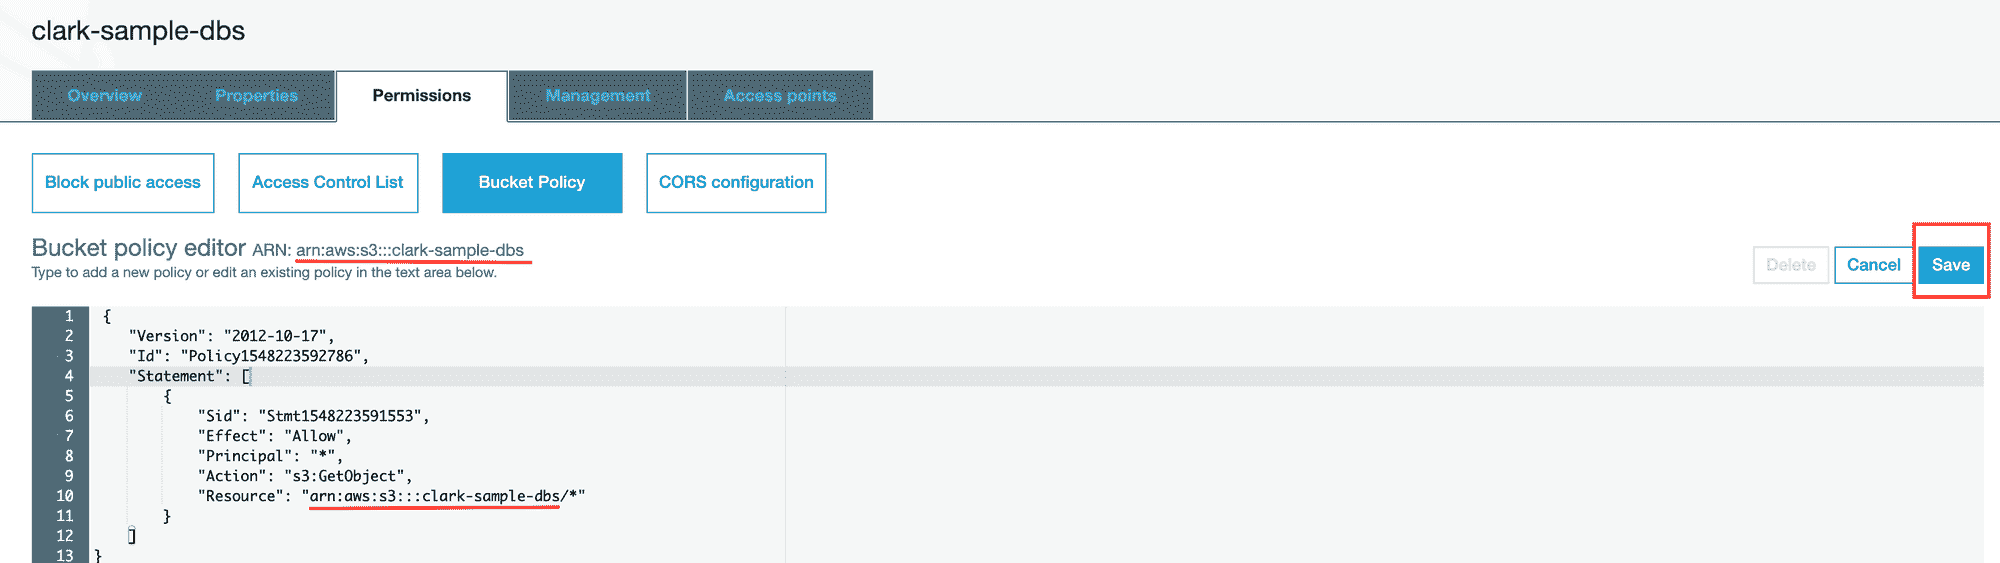 clark-sample-dbs
Overview Properties Permissions Management Access points
Block public access Access Control List Bucket Policy CORS configuration
Bucket policy editor ARN: arn:aws:s3:::clark-sample-dbs
Type to add a new policy or edit an existing policy in the text area below.
Delete Cancel Save
1 {
2 "Version": "2012-10-17",
3 "Id": "Policy1548223592786",
4 "Statement": [
5 {
6 "Sid": "Stmt1548223591553",
7 "Effect": "Allow",
8 "Principal": "*",
9 "Action": "s3:GetObject",
10 "Resource": "arn:aws:s3:::clark-sample-dbs/*"
11 }
12 ]
13 }